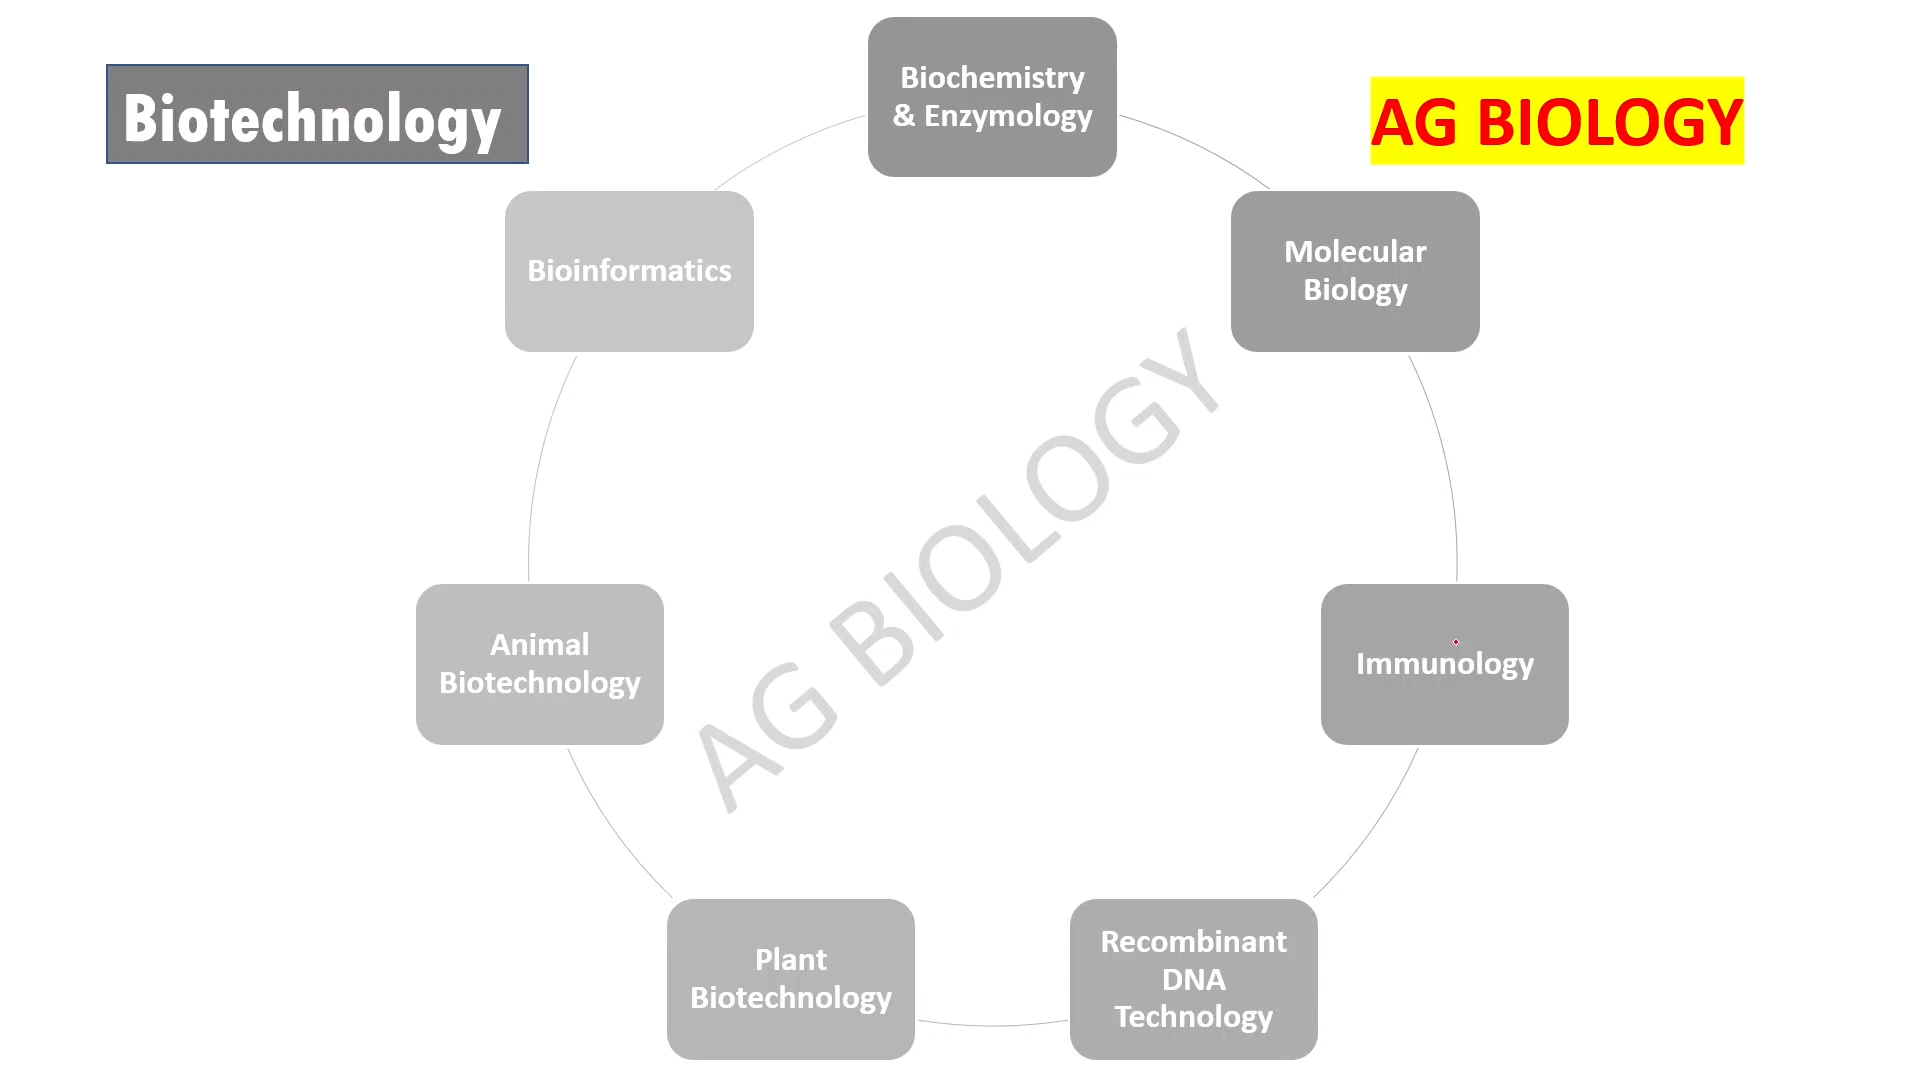 Biotechnology
AG BIOLOGY
Biochemistry
& Enzymology
Molecular
Biology
Immunology
Recombinant
DNA
Technology
Plant
Biotechnology
Animal
Biotechnology
Bioinformatics
AG BIOLOGY